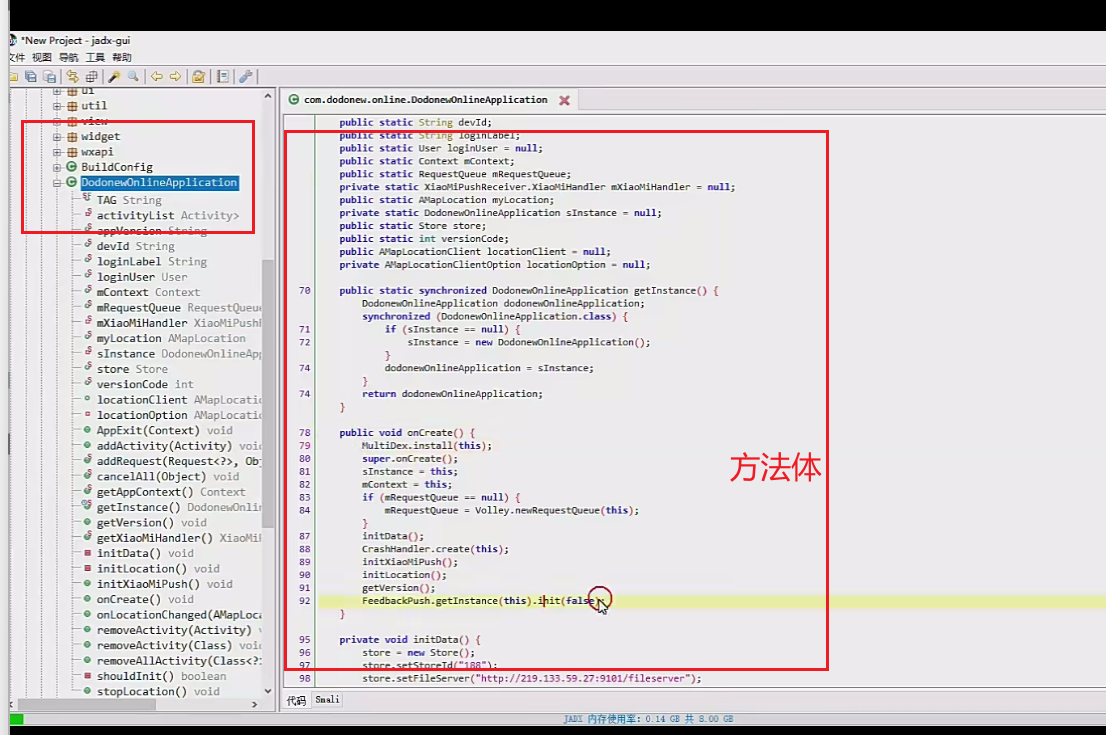 *New Project - jadx-gui
文件 视图 导航 工具 帮助
ui
util
view
widget
wxapi
BuildConfig
DodonewOnlineApplication
TAG String
activityList Activity>
appVersion String
devId String
loginLabel String
loginUser User
mContext Context
mRequestQueue RequestQueue
mXiaoMiHandler XiaoMiPushR
myLocation AMapLocation
sInstance DodonewOnlineApp
store Store
versionCode int
locationClient AMapLocatio
locationOption AMapLocatio
AppExit(Context) void
addActivity(Activity) void
addRequest(Request<?>, Obj
cancelAll(Object) void
getAppContext() Context
getInstance() DodonewOnlin
getVersion() void
getXiaoMiHandler() XiaoMiP
initData() void
initLocation() void
initXiaoMiPush() void
onCreate() void
onLocationChanged(AMapLoca
removeActivity(Activity) v
removeActivity(Class) void
removeAllActivity(Class<?>
shouldInit() boolean
stopLocation() void
com.dodonew.online.DodonewOnlineApplication
public static String devId;
public static String loginLabel;
public static User loginUser = null;
public static Context mContext;
public static RequestQueue mRequestQueue;
private static XiaoMiPushReceiver.XiaoMiHandler mXiaoMiHandler = null;
public static AMapLocation myLocation;
private static DodonewOnlineApplication sInstance = null;
public static Store store;
public static int versionCode;
public AMapLocationClient locationClient = null;
private AMapLocationClientOption locationOption = null;
70 public static synchronized DodonewOnlineApplication getInstance() {
DodonewOnlineApplication dodonewOnlineApplication;
synchronized (DodonewOnlineApplication.class) {
71 if (sInstance == null) {
72 sInstance = new DodonewOnlineApplication();
}
74 dodonewOnlineApplication = sInstance;
}
74 return dodonewOnlineApplication;
}
78 public void onCreate() {
79 MultiDex.install(this);
80 super.onCreate();
81 sInstance = this;
82 mContext = this;
83 if (mRequestQueue == null) {
84 mRequestQueue = Volley.newRequestQueue(this);
}
87 initData();
88 CrashHandler.create(this);
89 initXiaoMiPush();
90 initLocation();
91 getVersion();
92 FeedbackPush.getInstance(this).init(false);
}
95 private void initData() {
96 store = new Store();
97 store.setStoreId("188");
98 store.setFileServer("http://219.133.59.27:9101/fileserver");
方法体
代码 Smali
JADX 内存使用率: 0.14 GB 共 8.00 GB